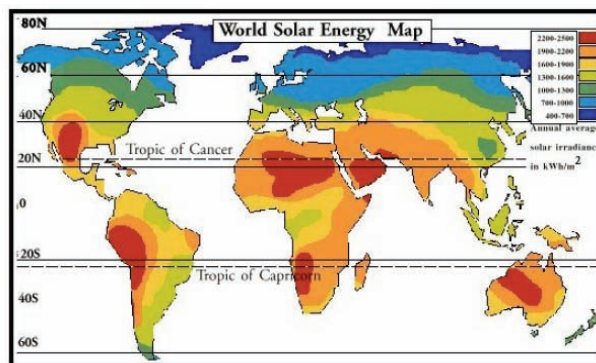 World Solar Energy Map
80N
60N
40N
20N
0
20S
40S
60S
Tropic of Cancer
Tropic of Capricorn
2200-2500
1900-2200
1600-1900
1300-1600
1000-1300
700-1000
400-700
Annual average
solar irradiance
in kWh/m2